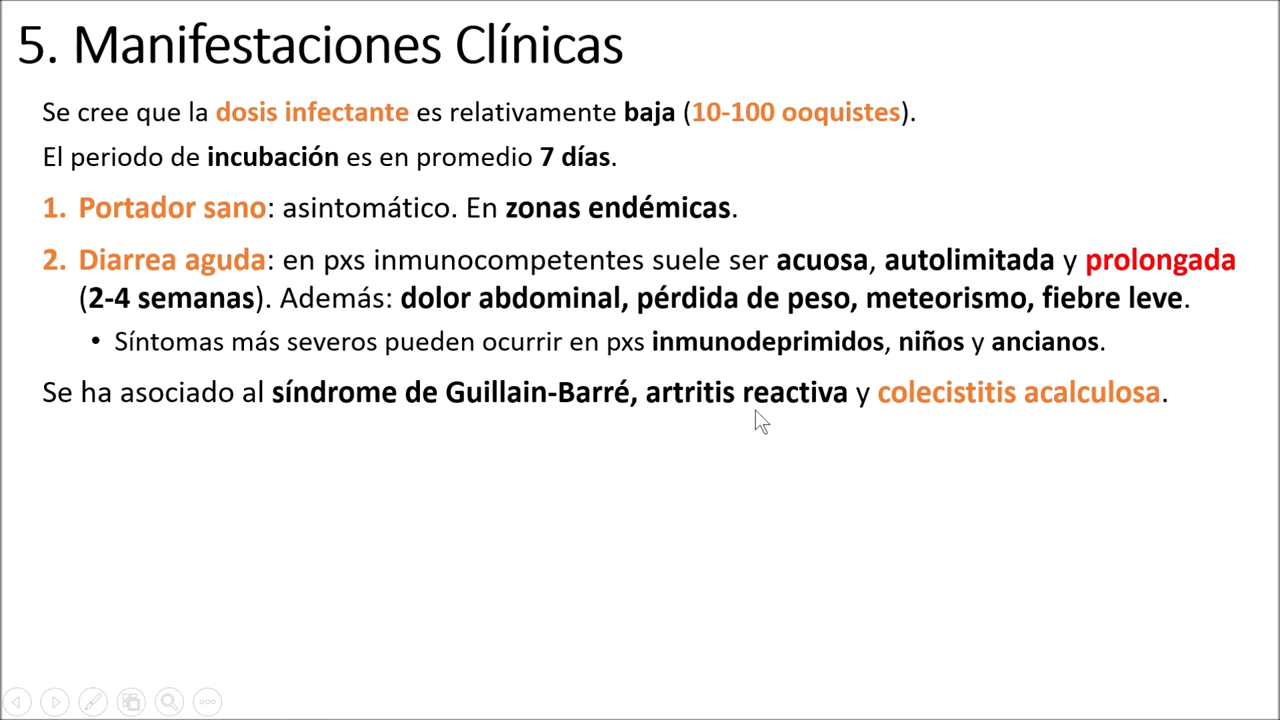 5. Manifestaciones Clínicas
Se cree que la dosis infectante es relativamente baja (10-100 ooquistes).
El periodo de incubación es en promedio 7 días.
1. Portador sano: asintomático. En zonas endémicas.
2. Diarrea aguda: en pxs inmunocompetentes suele ser acuosa, autolimitada y prolongada
(2-4 semanas). Además: dolor abdominal, pérdida de peso, meteorismo, fiebre leve.
• Síntomas más severos pueden ocurrir en pxs inmunodeprimidos, niños y ancianos.
Se ha asociado al síndrome de Guillain-Barré, artritis reactiva y colecistitis acalculosa.